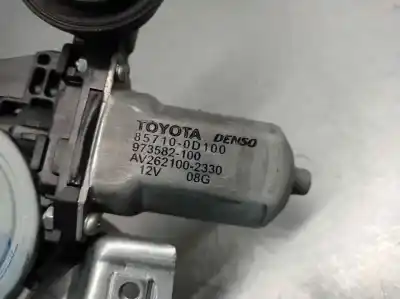 TOYOTA DENSO
85710-0D100
973582-100
AV262100-2330
12V 08G